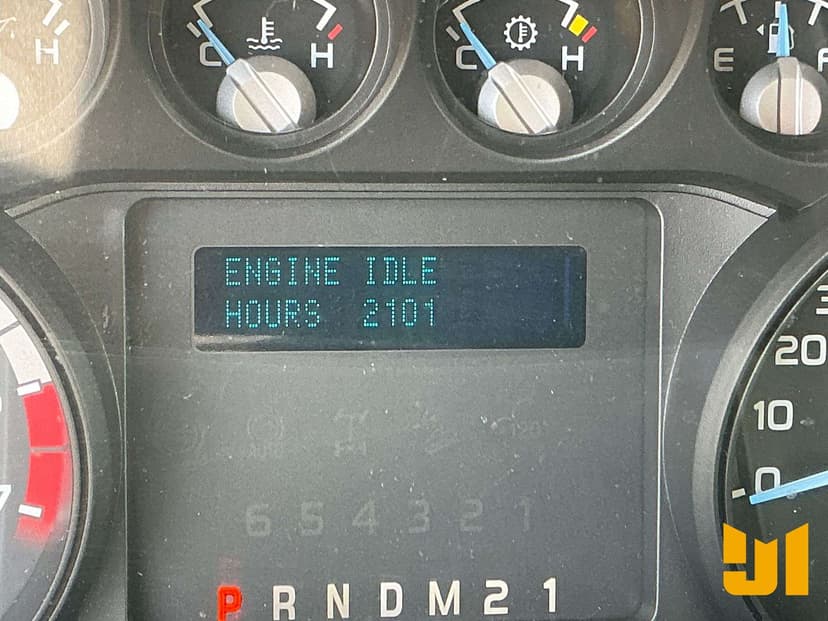 H
C H
C H
E F
ENGINE IDLE
HOURS 2101
20
10
0
6 5 4 3 2 1
P R N D M 2 1